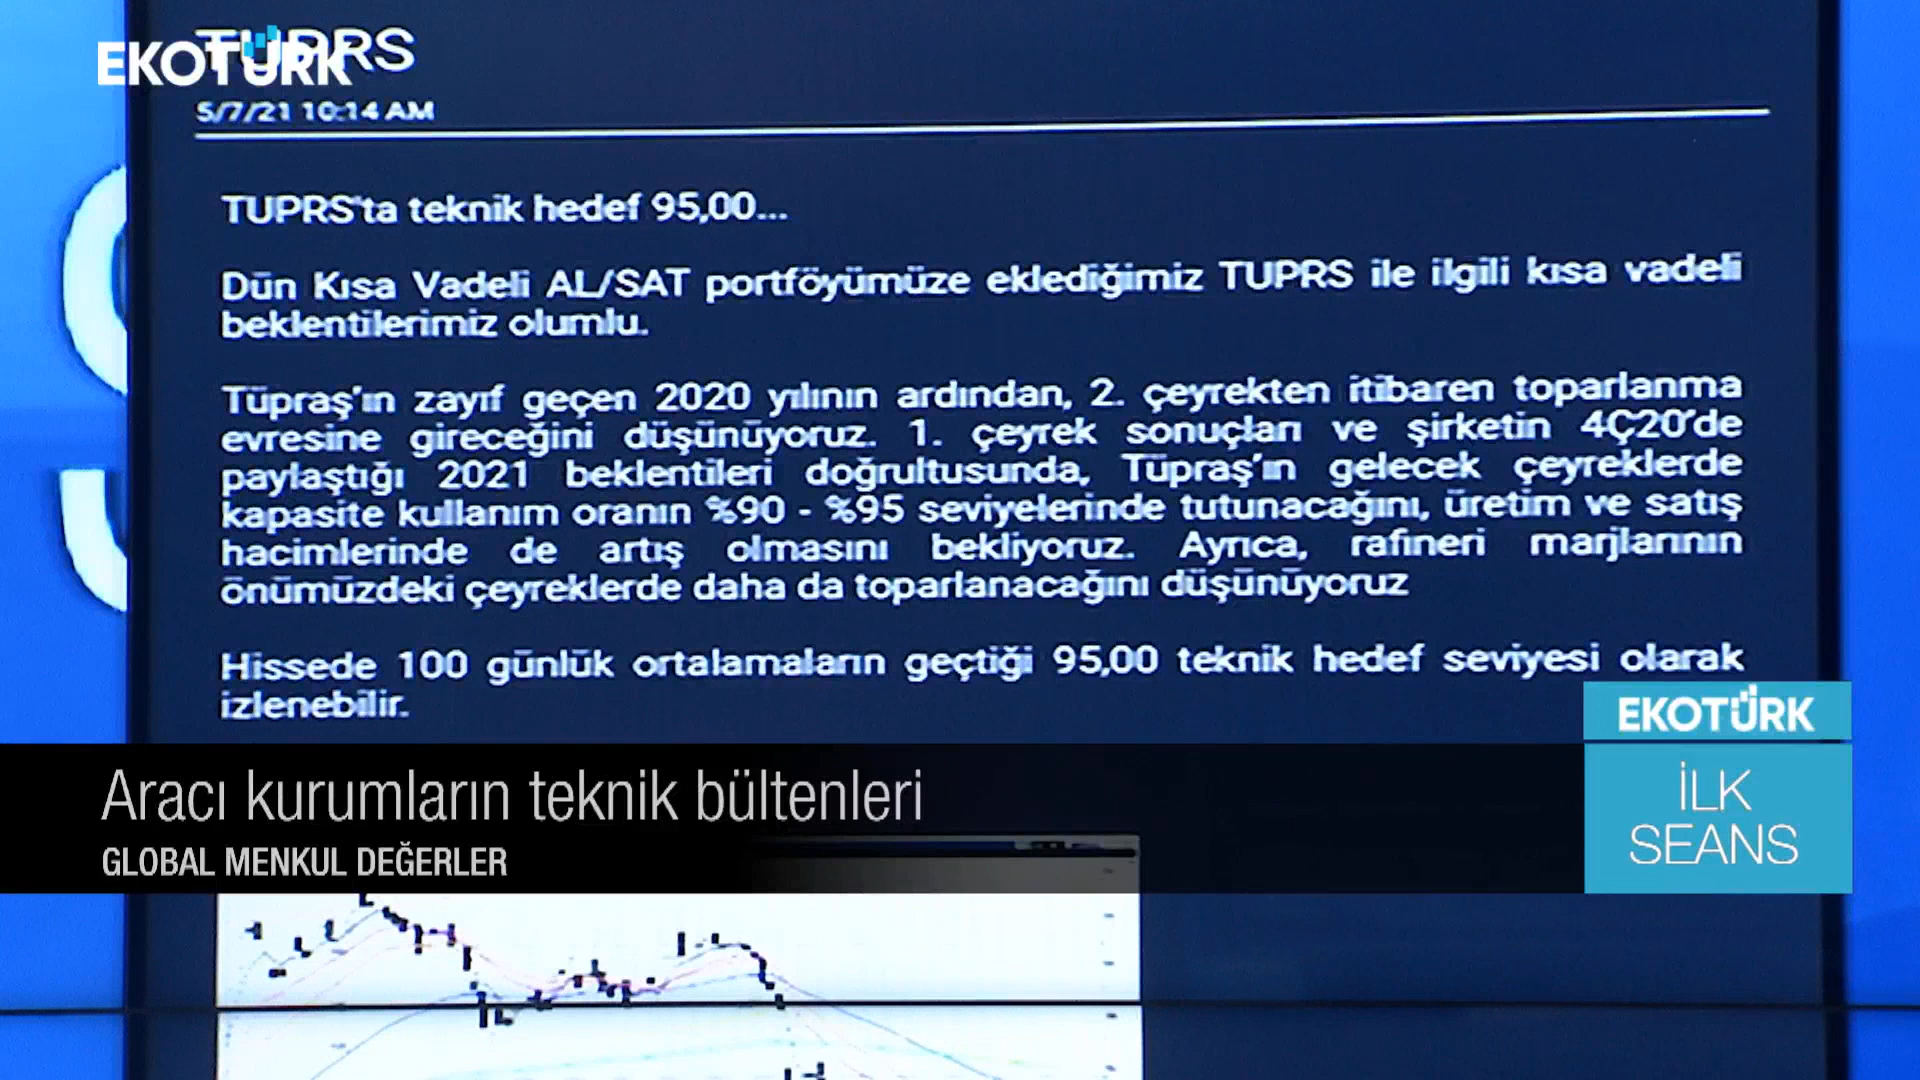 EKOTÜRK
TUPRS
5/7/21 10:14 AM
TUPRS'ta teknik hedef 95,00...
Dün Kısa Vadeli AL/SAT portföyümüze eklediğimiz TUPRS ile ilgili kısa vadeli
beklentilerimiz olumlu.
Tüpraş'ın zayıf geçen 2020 yılının ardından, 2. çeyrekten itibaren toparlanma
evresine gireceğini düşünüyoruz. 1. çeyrek sonuçları ve şirketin 4Ç20'de
paylaştığı 2021 beklentileri doğrultusunda, Tüpraş'ın gelecek çeyreklerde
kapasite kullanım oranın %90 - %95 seviyelerinde tutunacağını, üretim ve satış
hacimlerinde de artış olmasını bekliyoruz. Ayrıca, rafineri marjlarının
önümüzdeki çeyreklerde daha da toparlanacağını düşünüyoruz
Hissede 100 günlük ortalamaların geçtiği 95,00 teknik hedef seviyesi olarak
izlenebilir.
EKOTÜRK
İLK
SEANS
Aracı kurumların teknik bültenleri
GLOBAL MENKUL DEĞERLER